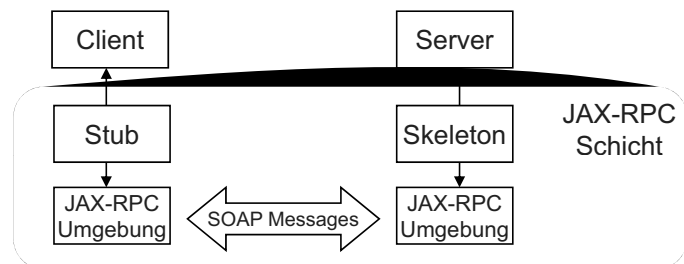 Client
Server
JAX-RPC
Schicht
Stub
Skeleton
JAX-RPC
Umgebung
SOAP Messages
JAX-RPC
Umgebung